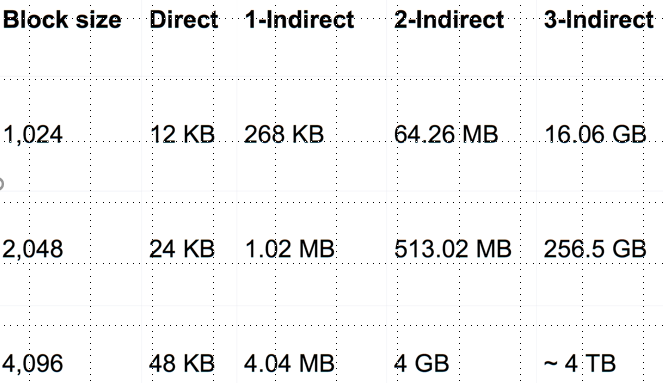 Block size Direct 1-Indirect 2-Indirect 3-Indirect
1,024 12 KB 268 KB 64.26 MB 16.06 GB
2,048 24 KB 1.02 MB 513.02 MB 256.5 GB
4,096 48 KB 4.04 MB 4 GB ~ 4 TB